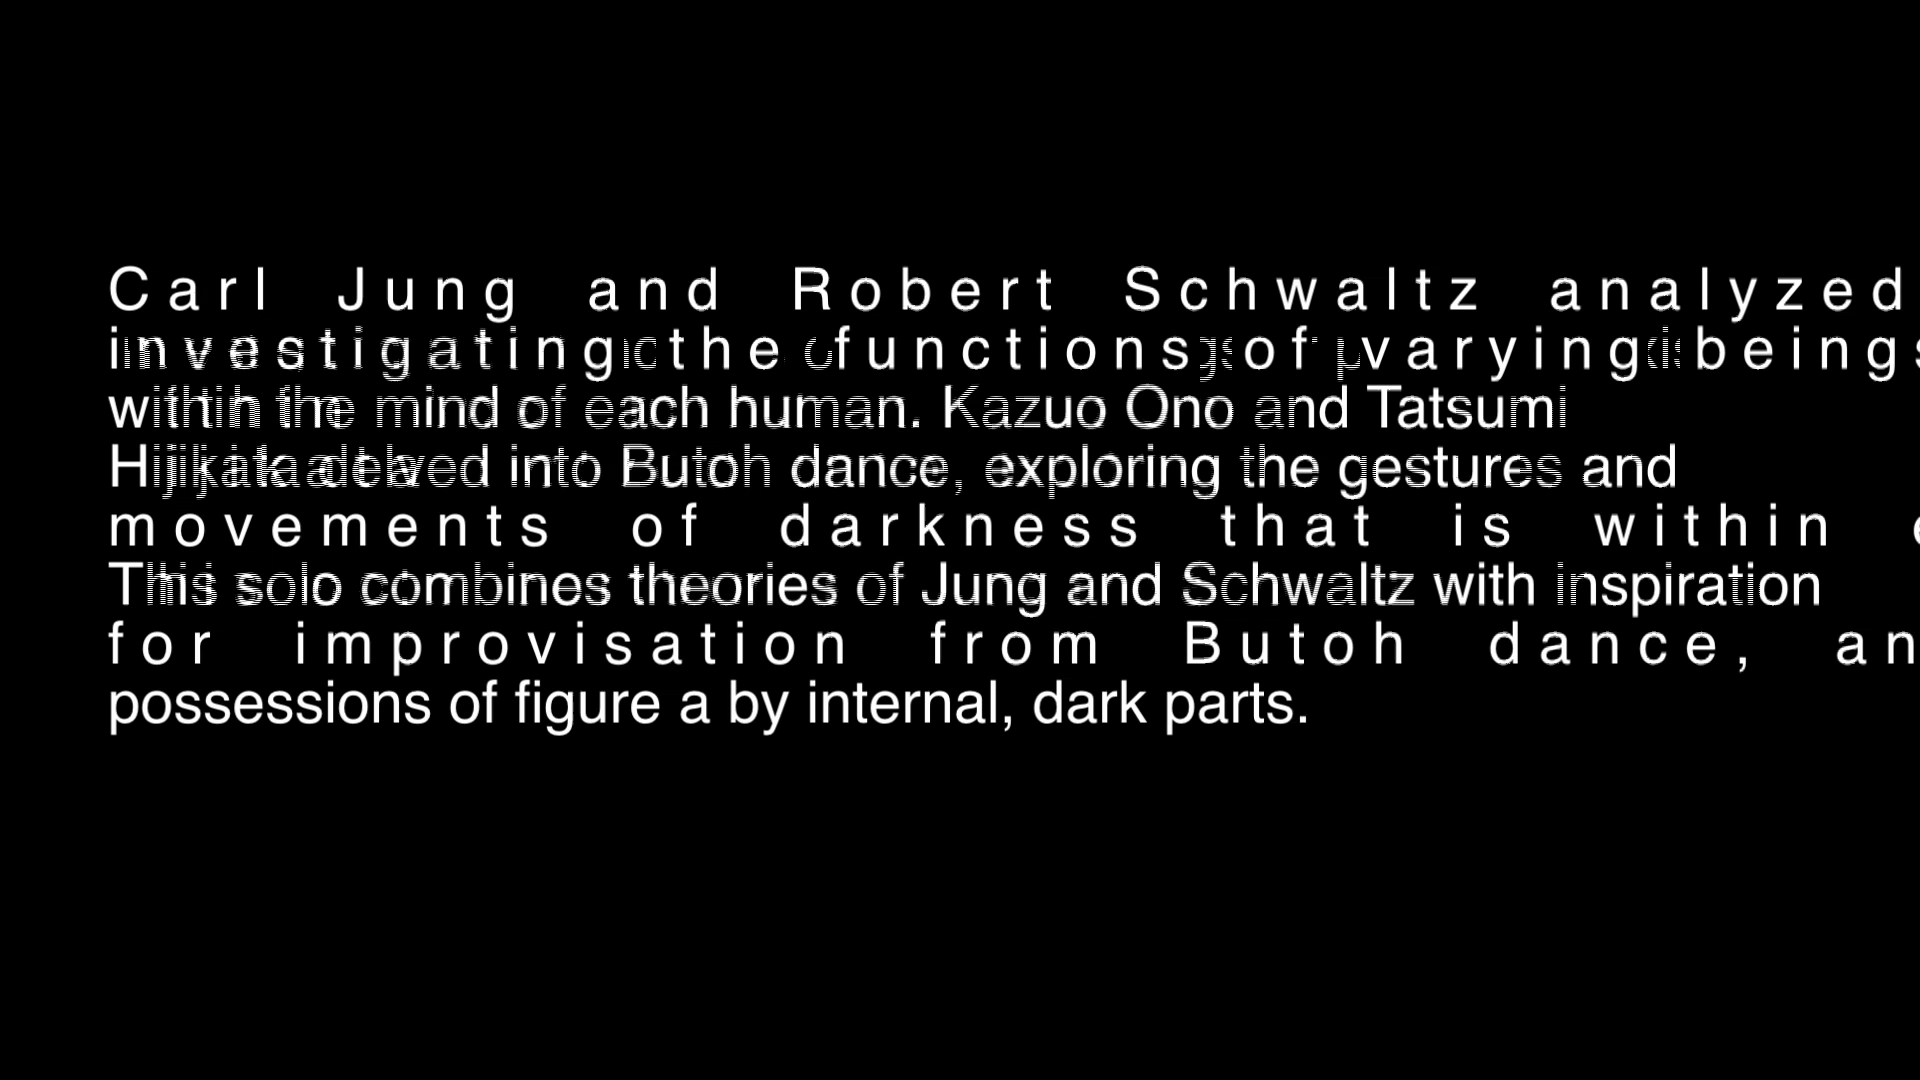 Carl Jung and Robert Schwaltz analyzed
investigating the functions of varying beings
within the mind of each human. Kazuo Ono and Tatsumi
Hijikata delved into Butoh dance, exploring the gestures and
movements of darkness that is within
This solo combines theories of Jung and Schwaltz with inspiration
for improvisation from Butoh dance, an
possessions of figure a by internal, dark parts.